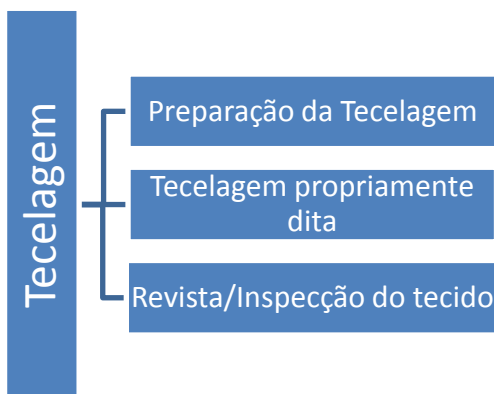 Tecelagem
Preparação da Tecelagem
Tecelagem propriamente
dita
Revista/Inspecção do tecido